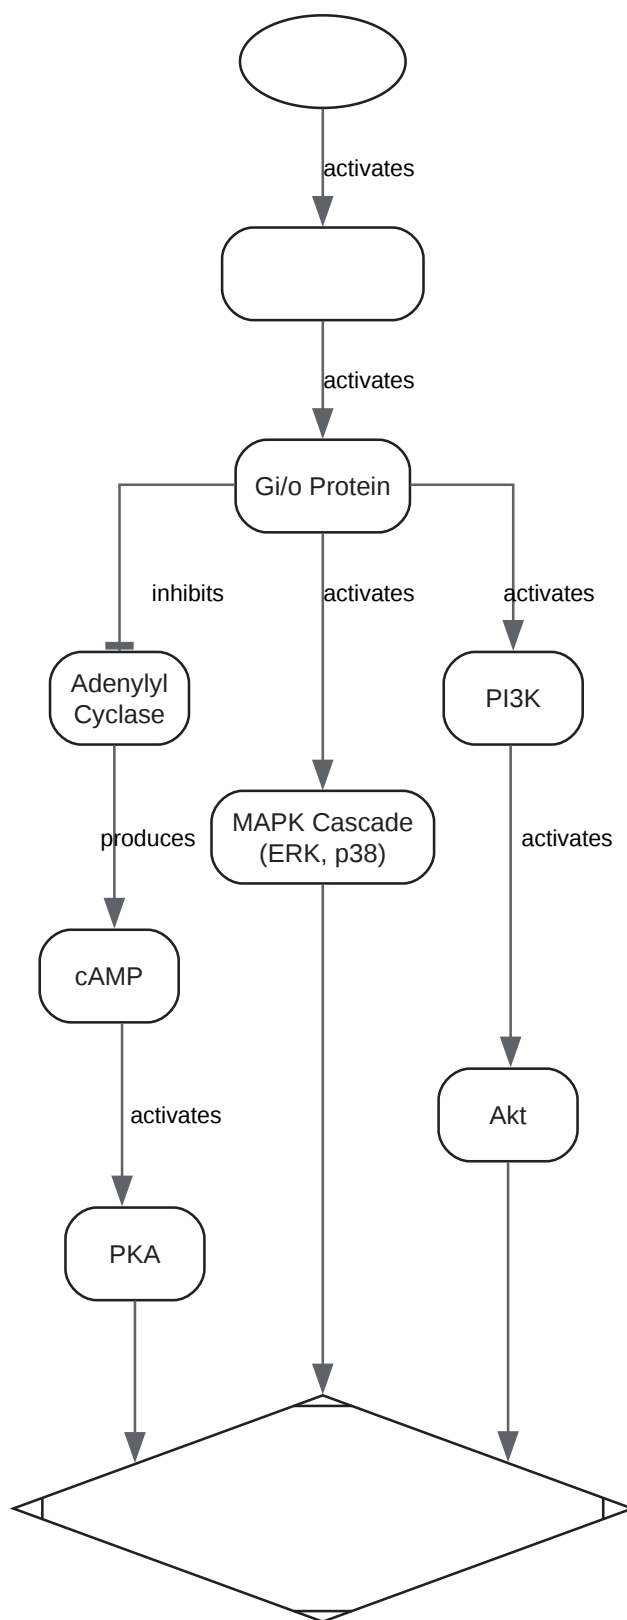 activates
activates
Gi/o Protein
inhibits
activates
activates
Adenylyl
Cyclase
PI3K
MAPK Cascade
(ERK, p38)
produces
activates
cAMP
activates
Akt
PKA